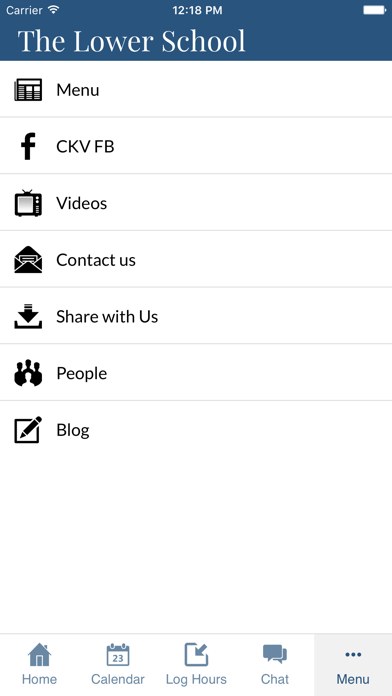 Carrier 12:18 PM
The Lower School
Menu
CKV FB
Videos
Contact us
Share with Us
People
Blog
23
Home Calendar Log Hours Chat Menu